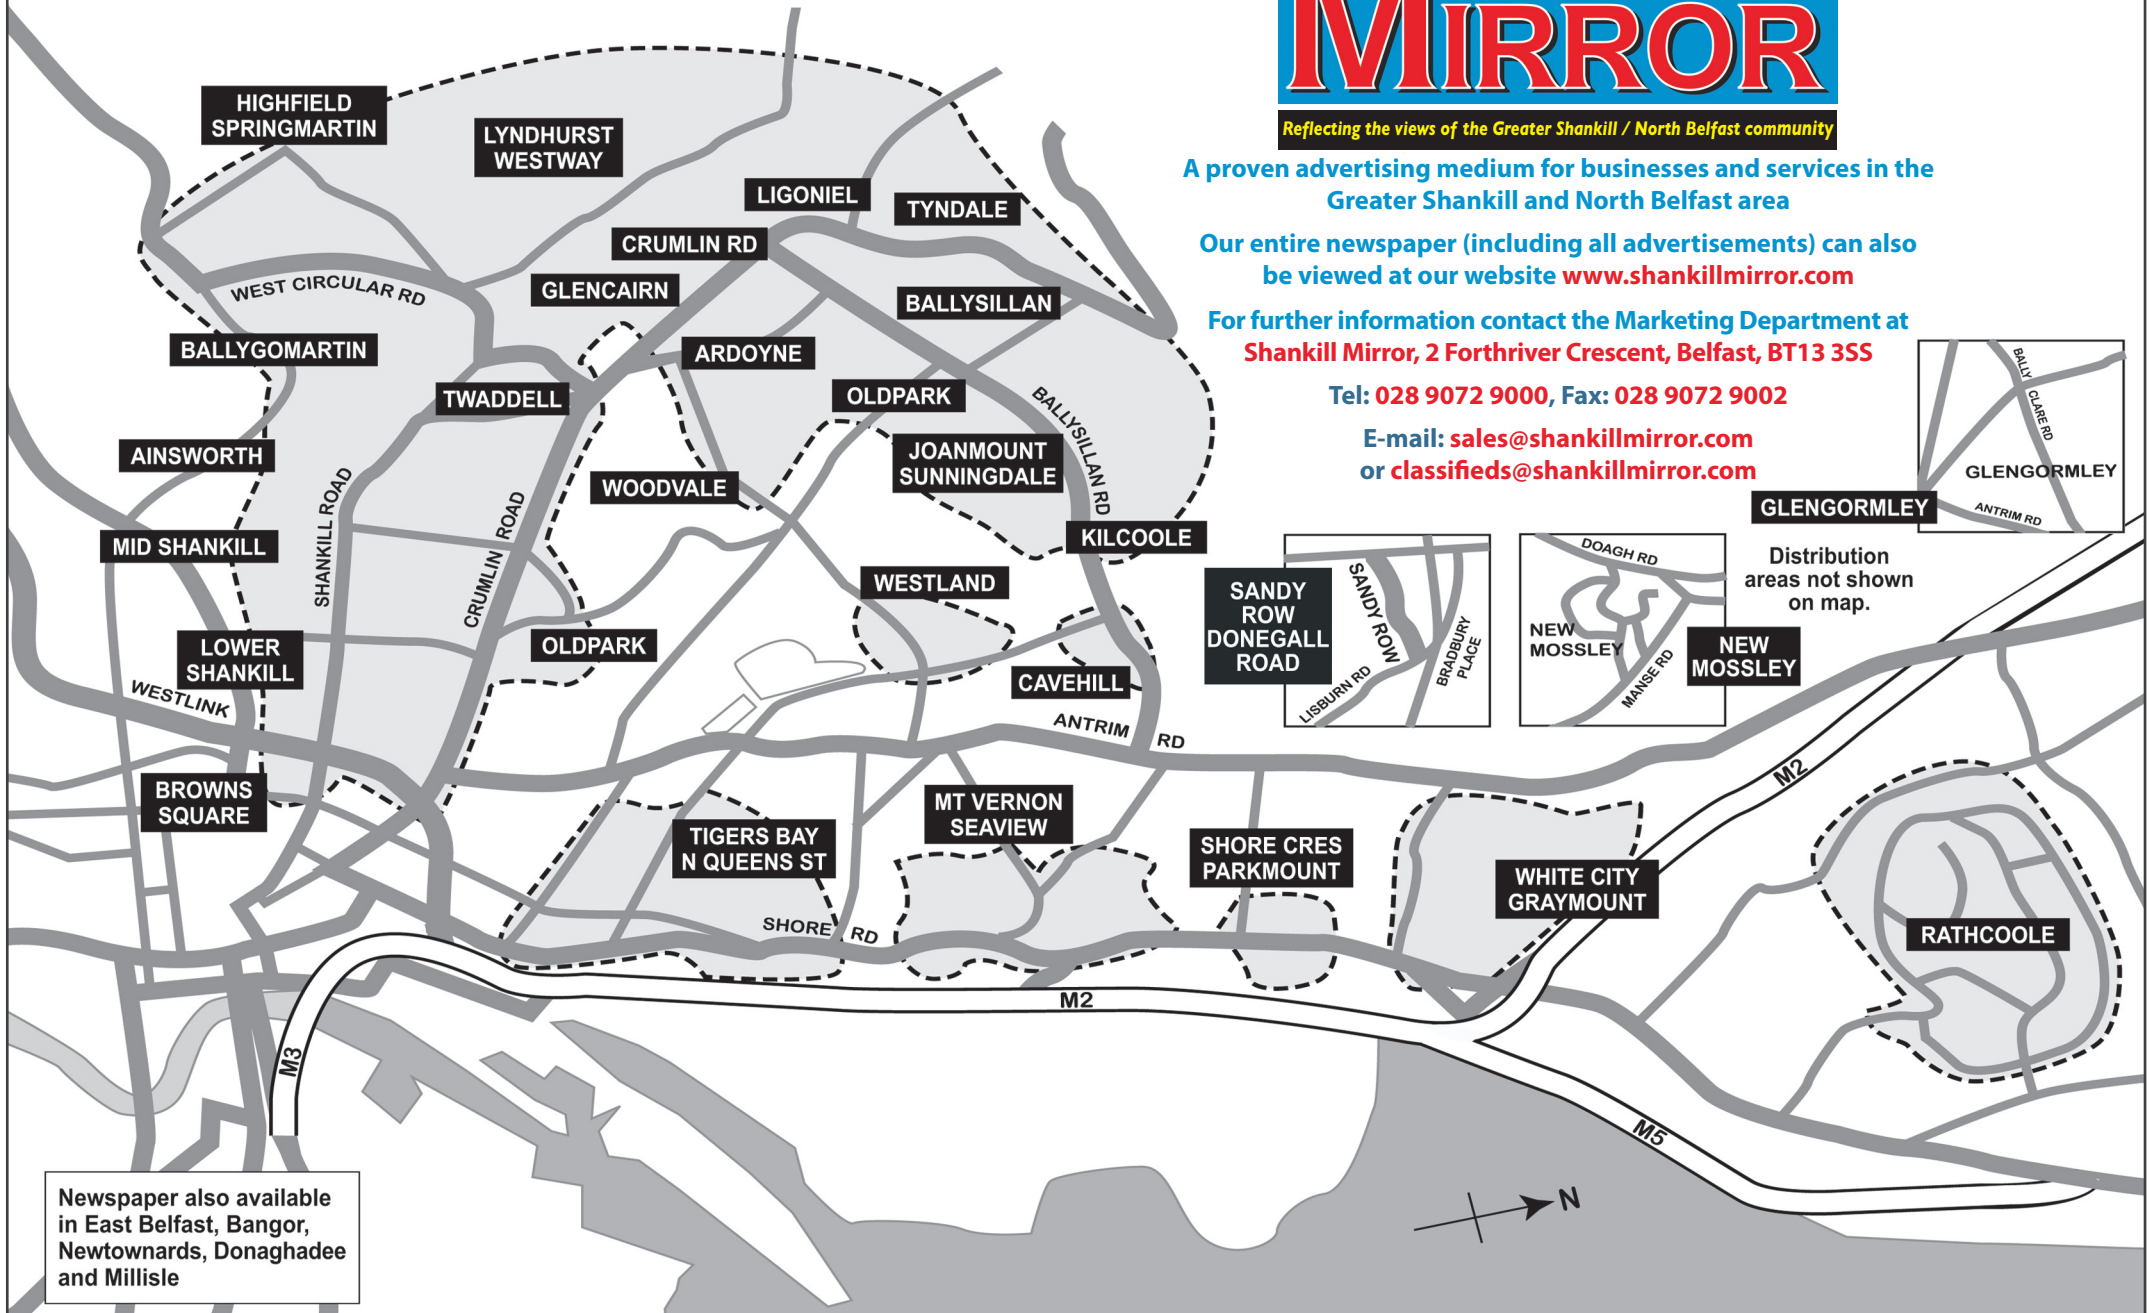 MIRROR
Reflecting the views of the Greater Shankill / North Belfast community
A proven advertising medium for businesses and services in the
Greater Shankill and North Belfast area
Our entire newspaper (including all advertisements) can also
be viewed at our website www.shankillmirror.com
For further information contact the Marketing Department at
Shankill Mirror, 2 Forthriver Crescent, Belfast, BT13 3SS
Tel: 028 9072 9000, Fax: 028 9072 9002
E-mail: sales@shankillmirror.com
or classifieds@shankillmirror.com
HIGHFIELD
SPRINGMARTIN
LYNDHURST
WESTWAY
LIGONIEL
TYNDALE
CRUMLIN RD
WEST CIRCULAR RD
GLENCAIRN
BALLYSILLAN
BALLYGOMARTIN
ARDOYNE
TWADDELL
OLDPARK
BALLYSILLAN RD
AINSWORTH
JOANMOUNT
SUNNINGDALE
WOODVALE
SHANKILL ROAD
CRUMLIN ROAD
MID SHANKILL
KILCOOLE
WESTLAND
LOWER
SHANKILL
OLDPARK
CAVEHILL
WESTLINK
ANTRIM RD
BROWNS
SQUARE
TIGERS BAY
N QUEENS ST
MT VERNON
SEAVIEW
SHORE CRES
PARKMOUNT
WHITE CITY
GRAYMOUNT
RATHCOOLE
SHORE RD
M2
M2
M3
M5
N
BALLY CLARE RD
GLENGORMLEY
ANTRIM RD
GLENGORMLEY
Distribution
areas not shown
on map.
SANDY
ROW
DONEGALL
ROAD
SANDY ROW
BRADBURY
PLACE
LISBURN RD
DOAGH RD
NEW
MOSSLEY
MANSE RD
NEW
MOSSLEY
Newspaper also available
in East Belfast, Bangor,
Newtownards, Donaghadee
and Millisle